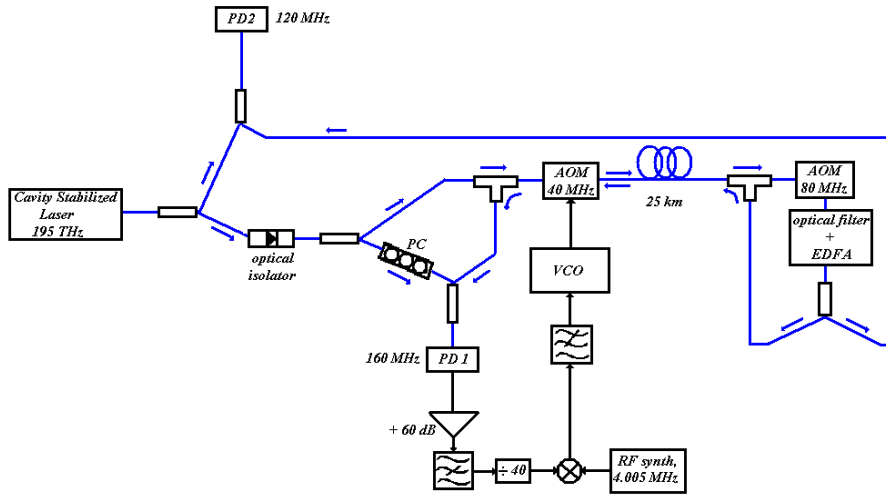 PD2
120 MHz
Cavity Stabilized
Laser
195 THz
optical
isolator
PC
AOM
40 MHz
25 km
AOM
80 MHz
optical filter
+
EDFA
VCO
160 MHz
PD 1
+ 60 dB
÷ 40
RF synth,
4.005 MHz